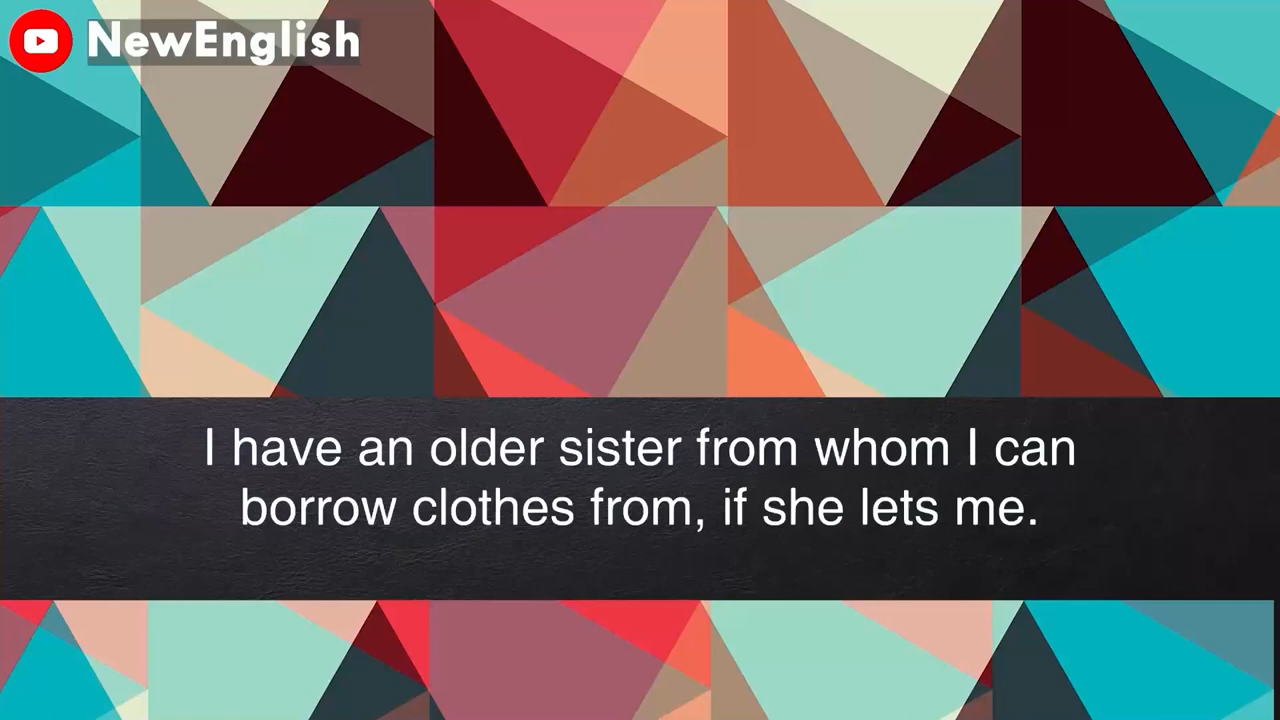 NewEnglish
I have an older sister from whom I can
borrow clothes from, if she lets me.